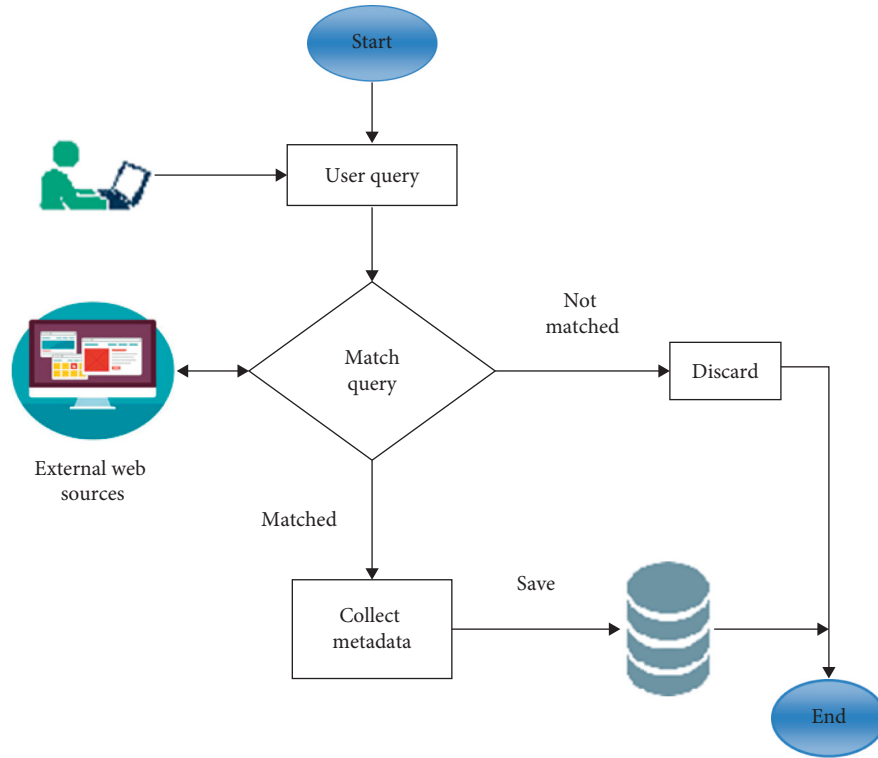 Start
User query
Not
matched
Match
query
Discard
External web
sources
Matched
Save
Collect
metadata
End